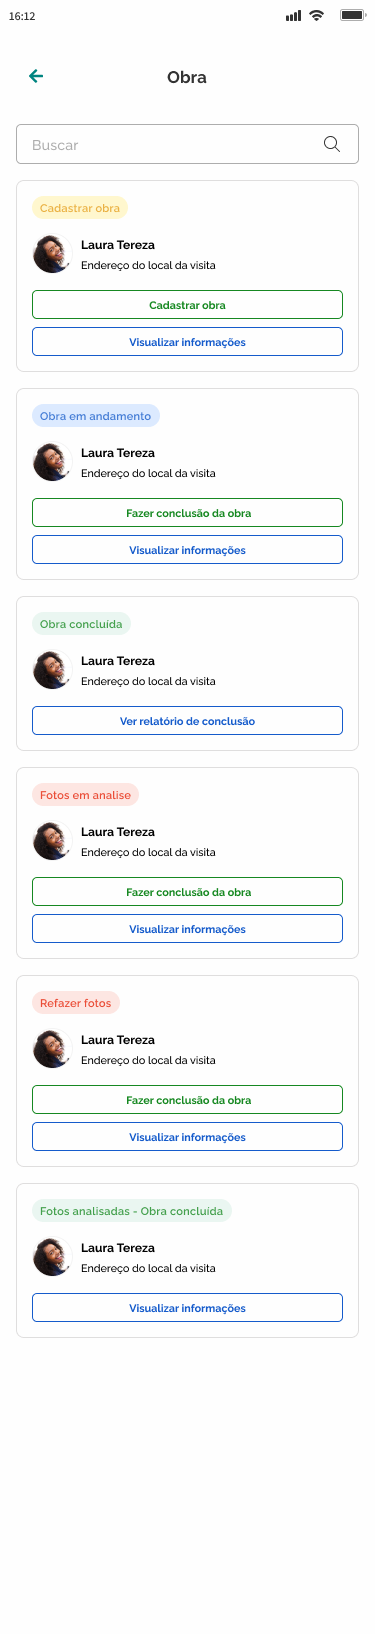 16:12
Obra
Buscar
Cadastrar obra
Laura Tereza
Endereço do local da visita
Cadastrar obra
Visualizar informações
Obra em andamento
Laura Tereza
Endereço do local da visita
Fazer conclusão da obra
Visualizar informações
Obra concluída
Laura Tereza
Endereço do local da visita
Ver relatório de conclusão
Fotos em analise
Laura Tereza
Endereço do local da visita
Fazer conclusão da obra
Visualizar informações
Refazer fotos
Laura Tereza
Endereço do local da visita
Fazer conclusão da obra
Visualizar informações
Fotos analisadas - Obra concluída
Laura Tereza
Endereço do local da visita
Visualizar informações